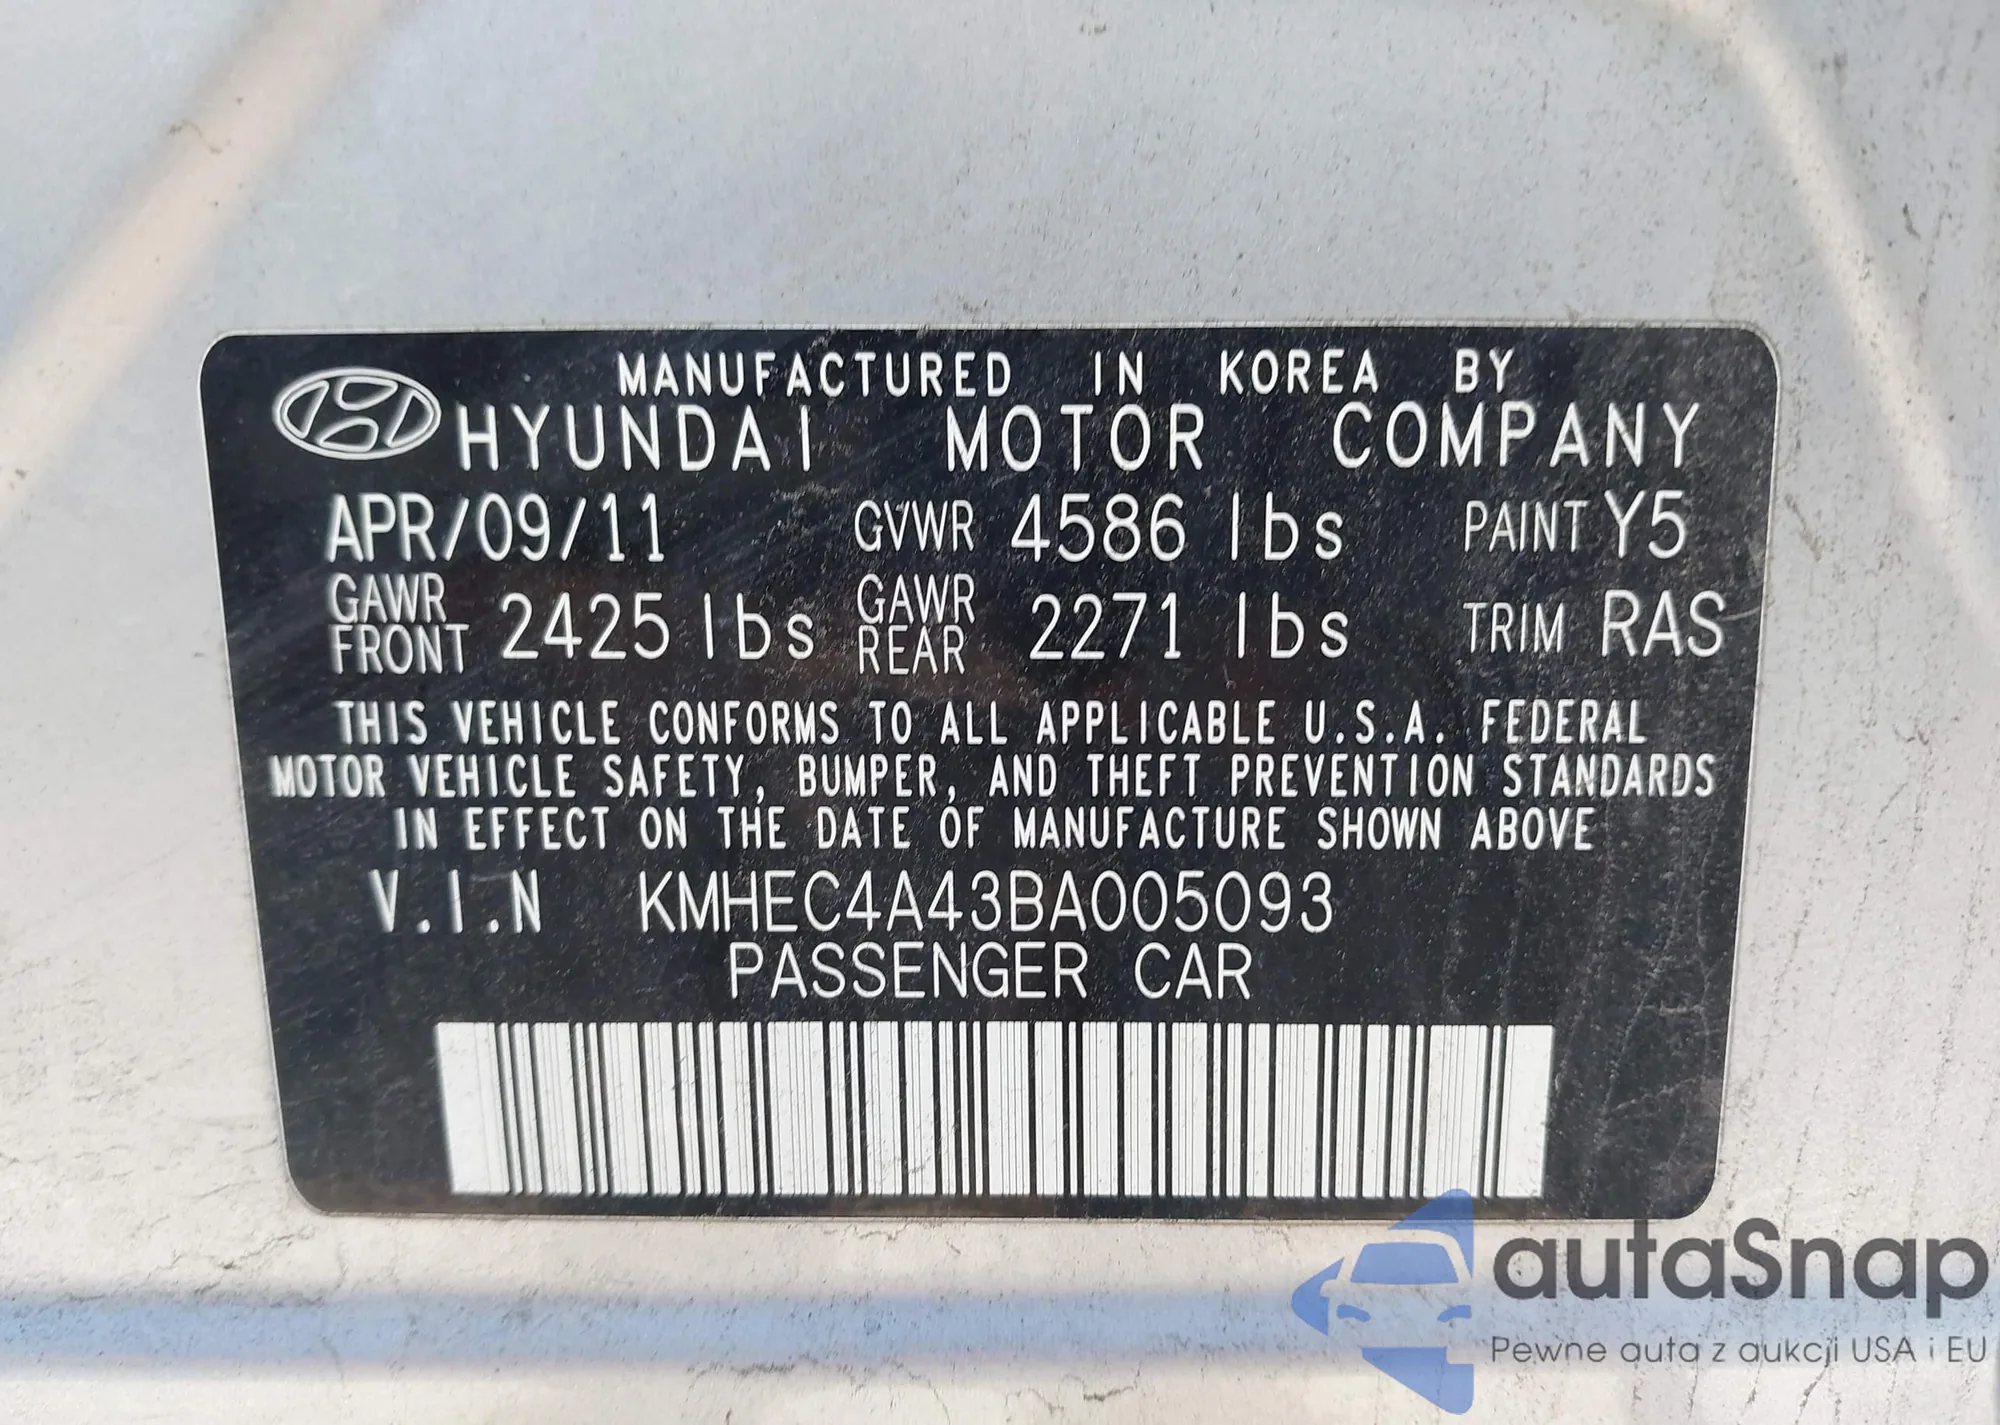 MANUFACTURED IN KOREA BY
HYUNDAI MOTOR COMPANY
APR/09/11 GVWR 4586 lbs PAINT Y5
GAWR FRONT 2425 lbs GAWR REAR 2271 lbs TRIM RAS
THIS VEHICLE CONFORMS TO ALL APPLICABLE U.S.A. FEDERAL
MOTOR VEHICLE SAFETY, BUMPER, AND THEFT PREVENTION STANDARDS
IN EFFECT ON THE DATE OF MANUFACTURE SHOWN ABOVE
V.I.N KMHEC4A43BA005093
PASSENGER CAR
autaSnap
Pewne auta z aukcji USA i EU